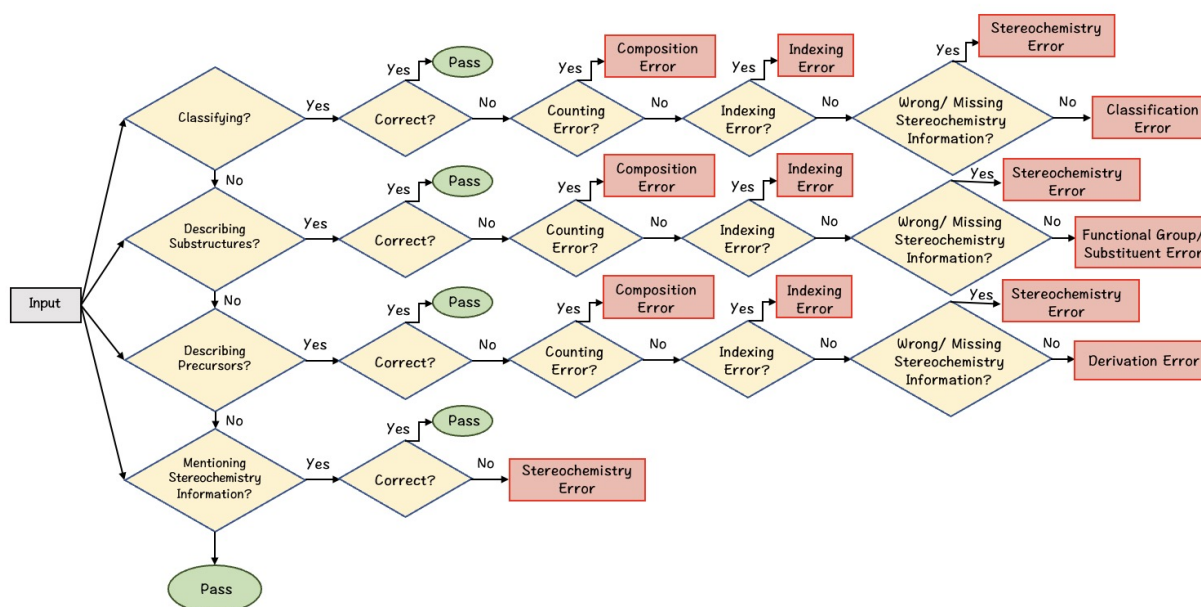 Input
Classifying?
Yes
No
Correct?
Yes
Pass
No
Counting
Error?
Yes
Composition
Error
No
Indexing
Error?
Yes
Indexing
Error
No
Wrong/ Missing
Stereochemistry
Information?
Yes
Stereochemistry
Error
No
Classification
Error
Describing
Substructures?
Yes
No
Correct?
Yes
Pass
No
Counting
Error?
Yes
Composition
Error
No
Indexing
Error?
Yes
Indexing
Error
No
Wrong/ Missing
Stereochemistry
Information?
Yes
Stereochemistry
Error
No
Functional Group/
Substituent Error
Describing
Precursors?
Yes
No
Correct?
Yes
Pass
No
Counting
Error?
Yes
Composition
Error
No
Indexing
Error?
Yes
Indexing
Error
No
Wrong/ Missing
Stereochemistry
Information?
Yes
Stereochemistry
Error
No
Derivation Error
Mentioning
Stereochemistry
Information?
Yes
Correct?
Yes
Pass
No
Stereochemistry
Error
Pass